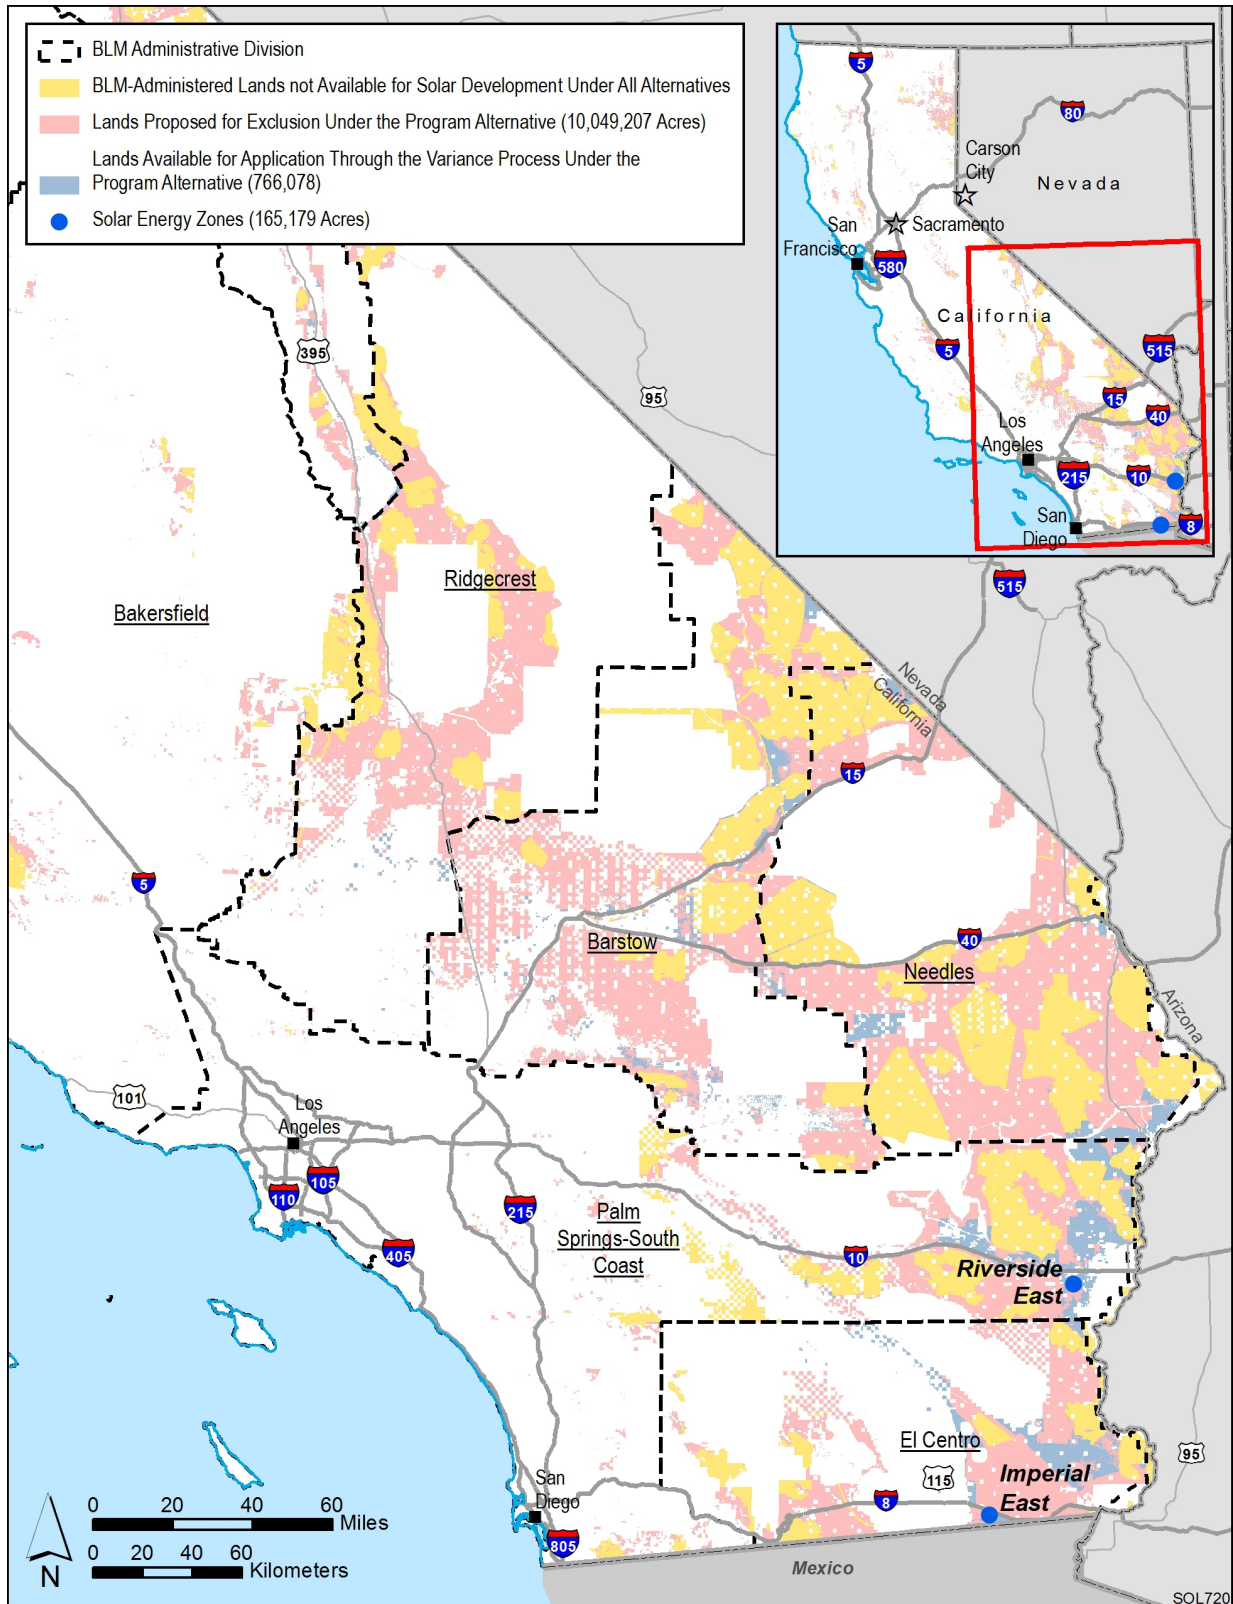 BLM Administrative Division
BLM-Administered Lands not Available for Solar Development Under All Alternatives
Lands Proposed for Exclusion Under the Program Alternative (10,049,207 Acres)
Lands Available for Application Through the Variance Process Under the
Program Alternative (766,078)
Solar Energy Zones (165,179 Acres)
5
80
Carson
City
Nevada
San
Francisco
Sacramento
580
California
5
515
15
40
Los
Angeles
215
10
San
Diego
8
395
95
515
Ridgecrest
Bakersfield
Nevada
California
15
5
Barstow
40
Needles
Arizona
101
Los
Angeles
105
110
215
405
Palm
Springs-South
Coast
10
Riverside
East
El Centro
115
Imperial
East
95
8
San
Diego
805
0 20 40 60
Miles
0 20 40 60
Kilometers
N
Mexico
SOL720